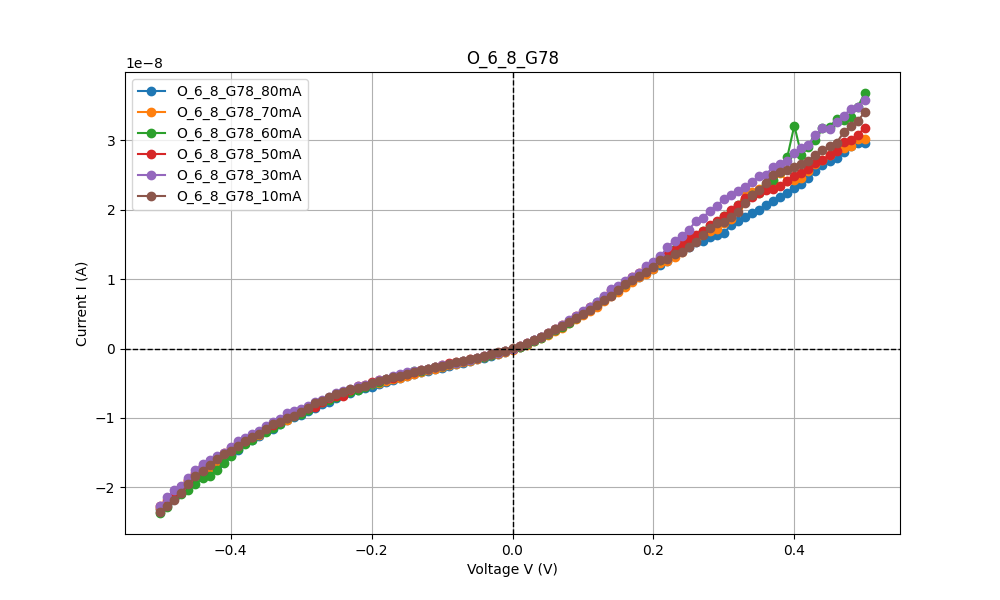 O_6_8_G78
1e−8
O_6_8_G78_80mA
O_6_8_G78_70mA
O_6_8_G78_60mA
O_6_8_G78_50mA
O_6_8_G78_30mA
O_6_8_G78_10mA
3
2
1
0
−1
−2
Current I (A)
−0.4 −0.2 0.0 0.2 0.4
Voltage V (V)